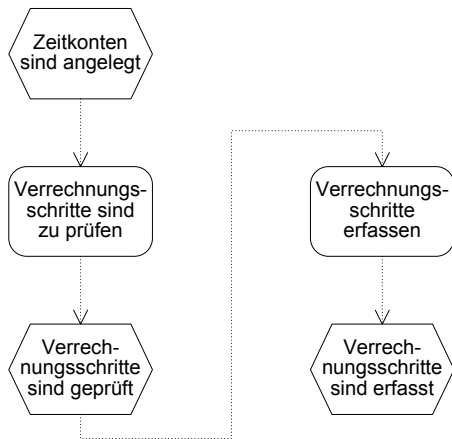 Zeitkonten
sind angelegt
Verrechnungs-
schritte sind
zu prüfen
Verrech-
nungsschritte
sind geprüft
Verrechnungs-
schritte
erfassen
Verrech-
nungsschritte
sind erfasst